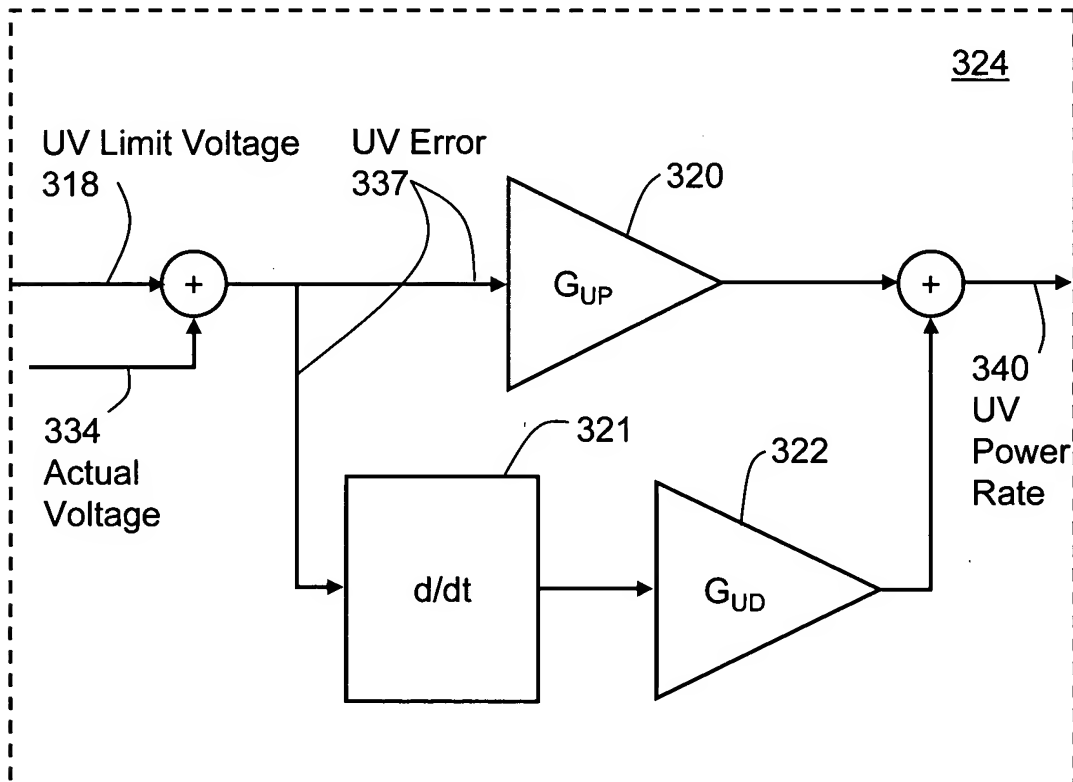 324
UV Limit Voltage
318
UV Error
337
320
+
GUP
+
334
Actual
Voltage
321
322
340
UV
Power
Rate
d/dt
GUD